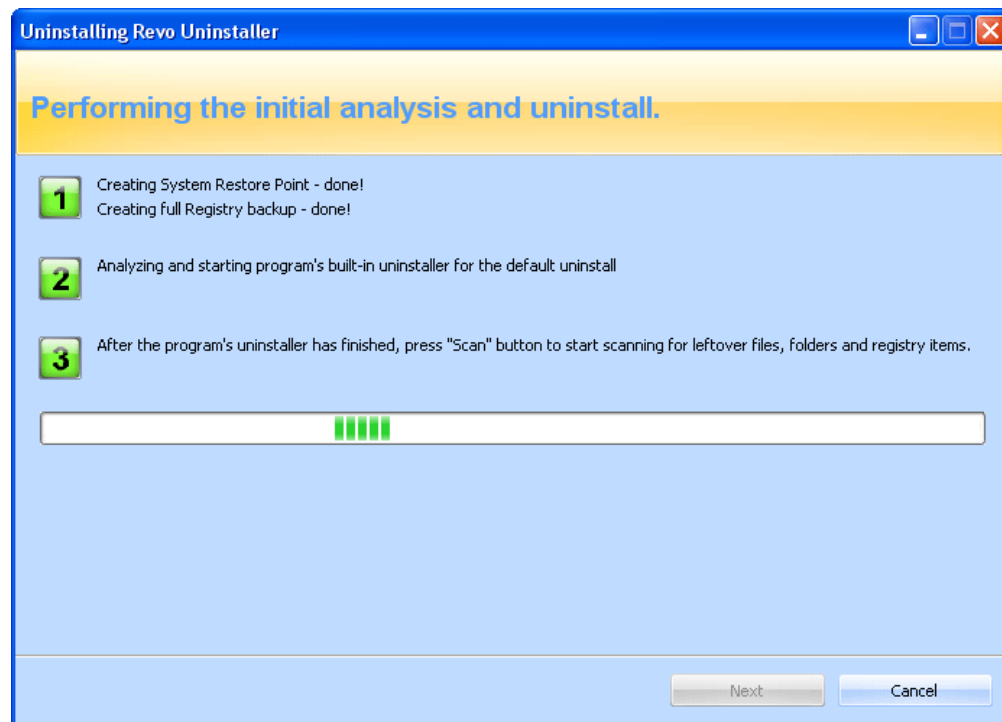 Uninstalling Revo Uninstaller
Performing the initial analysis and uninstall.
1
Creating System Restore Point - done!
Creating full Registry backup - done!
2
Analyzing and starting program's built-in uninstaller for the default uninstall
3
After the program's uninstaller has finished, press "Scan" button to start scanning for leftover files, folders and registry items.
Next
Cancel